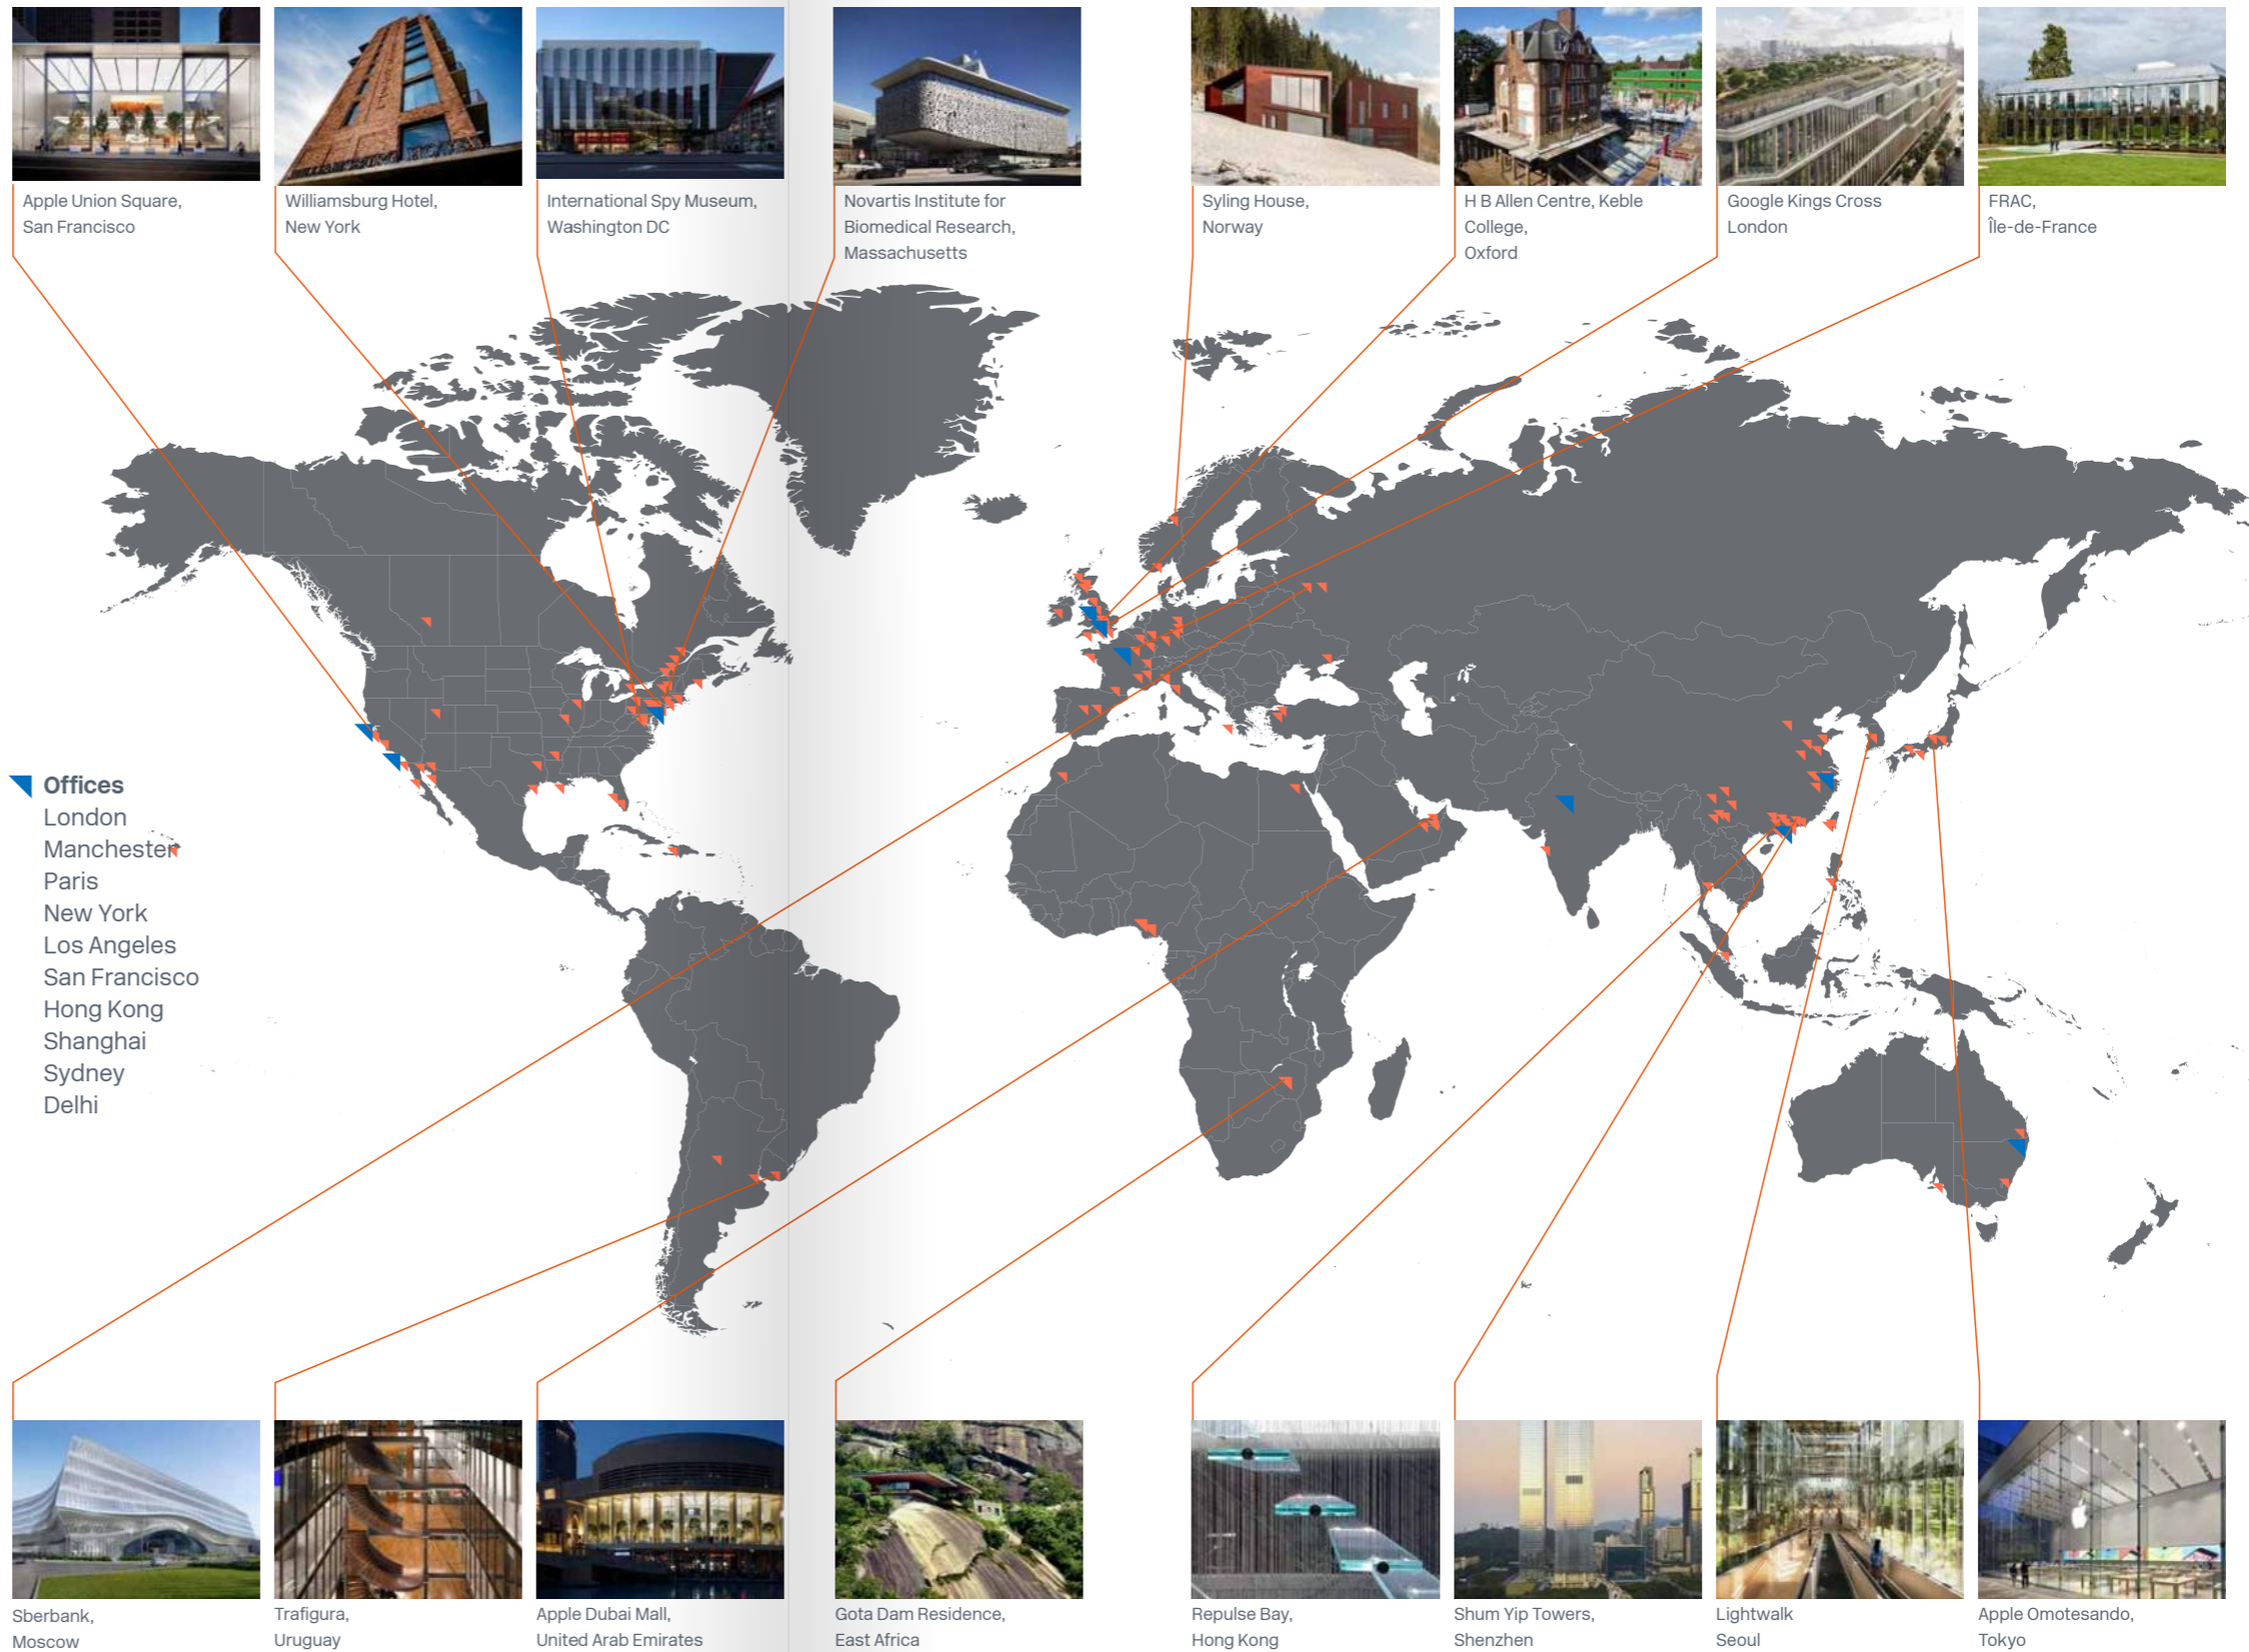 Apple Union Square,
San Francisco
Williamsburg Hotel,
New York
International Spy Museum,
Washington DC
Novartis Institute for
Biomedical Research,
Massachusetts
Syling House,
Norway
H B Allen Centre, Keble
College,
Oxford
Google Kings Cross
London
FRAC,
Île-de-France
Offices
London
Manchester
Paris
New York
Los Angeles
San Francisco
Hong Kong
Shanghai
Sydney
Delhi
Sberbank,
Moscow
Trafigura,
Uruguay
Apple Dubai Mall,
United Arab Emirates
Gota Dam Residence,
East Africa
Repulse Bay,
Hong Kong
Shum Yip Towers,
Shenzhen
Lightwalk
Seoul
Apple Omotesando,
Tokyo